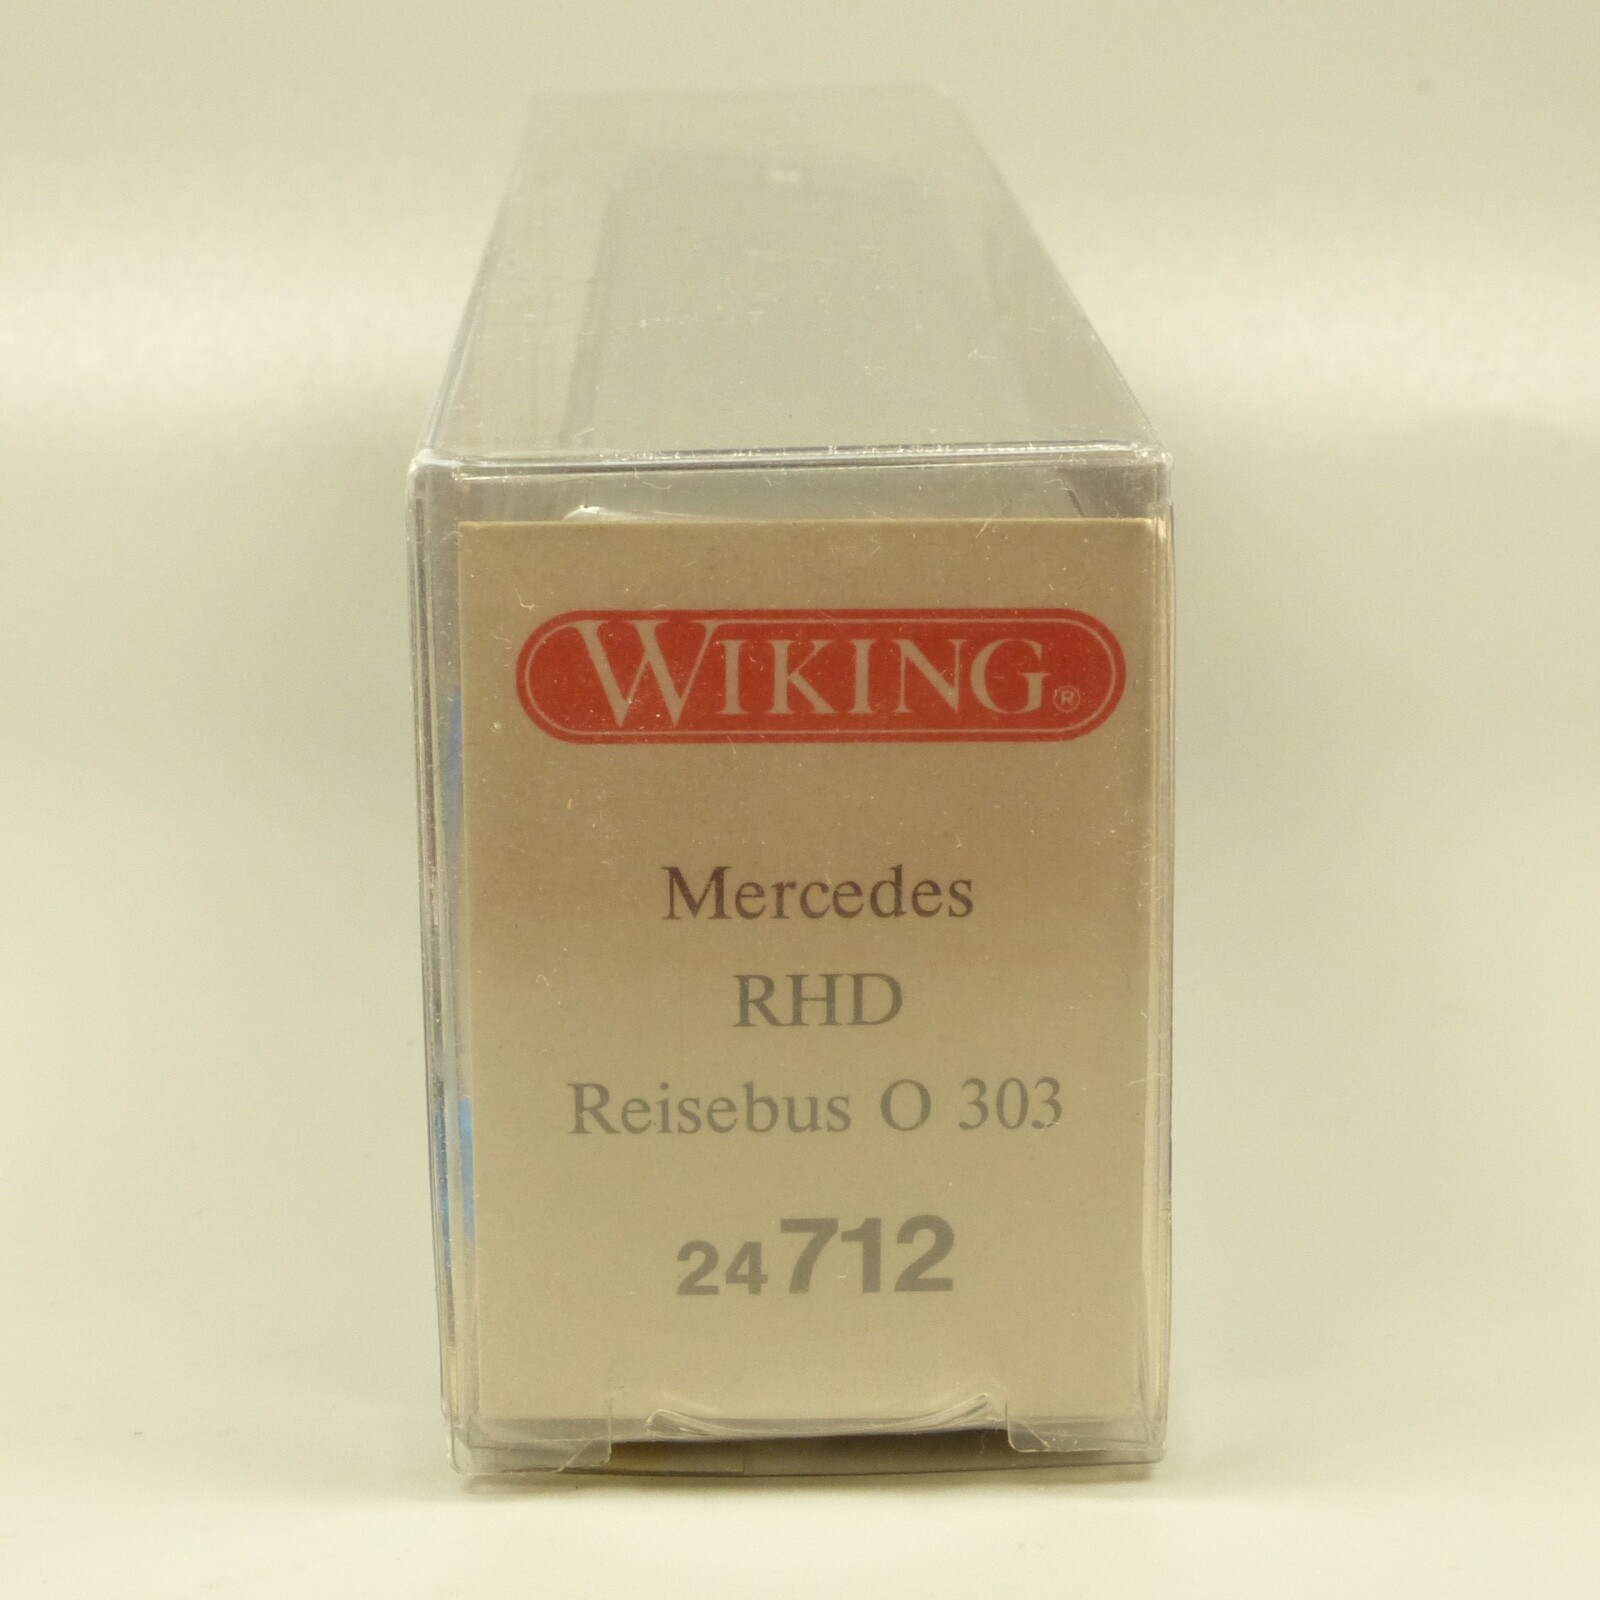 WIKING®
Mercedes
RHD
Reisebus O 303
24712